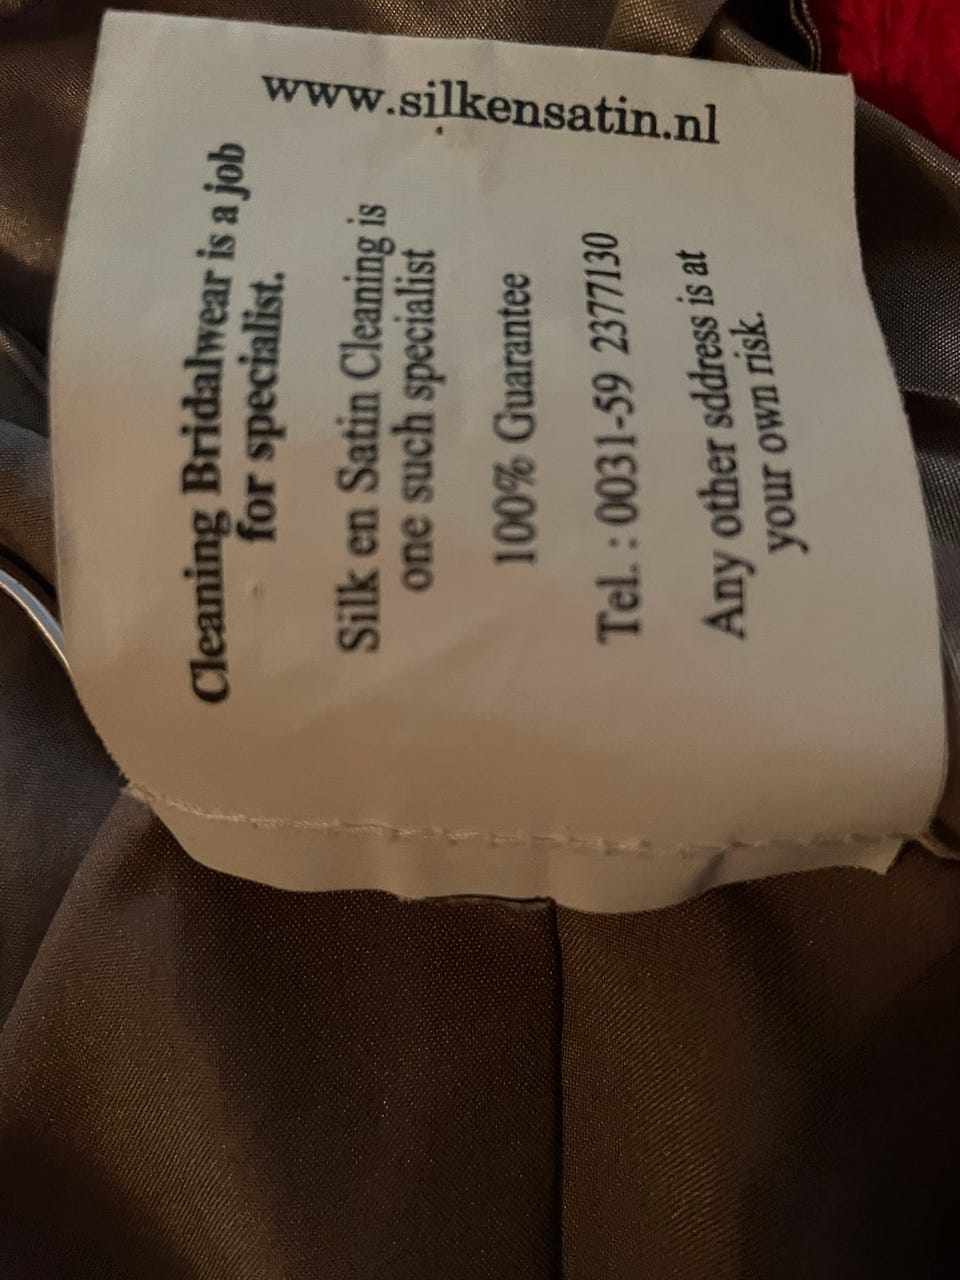 www.silkensatin.nl
Cleaning Bridalwear is a job
for specialist.
Silk en Satin Cleaning is
one such specialist
100% Guarantee
Tel. : 0031-59 2377130
Any other sddress is at
your own risk.